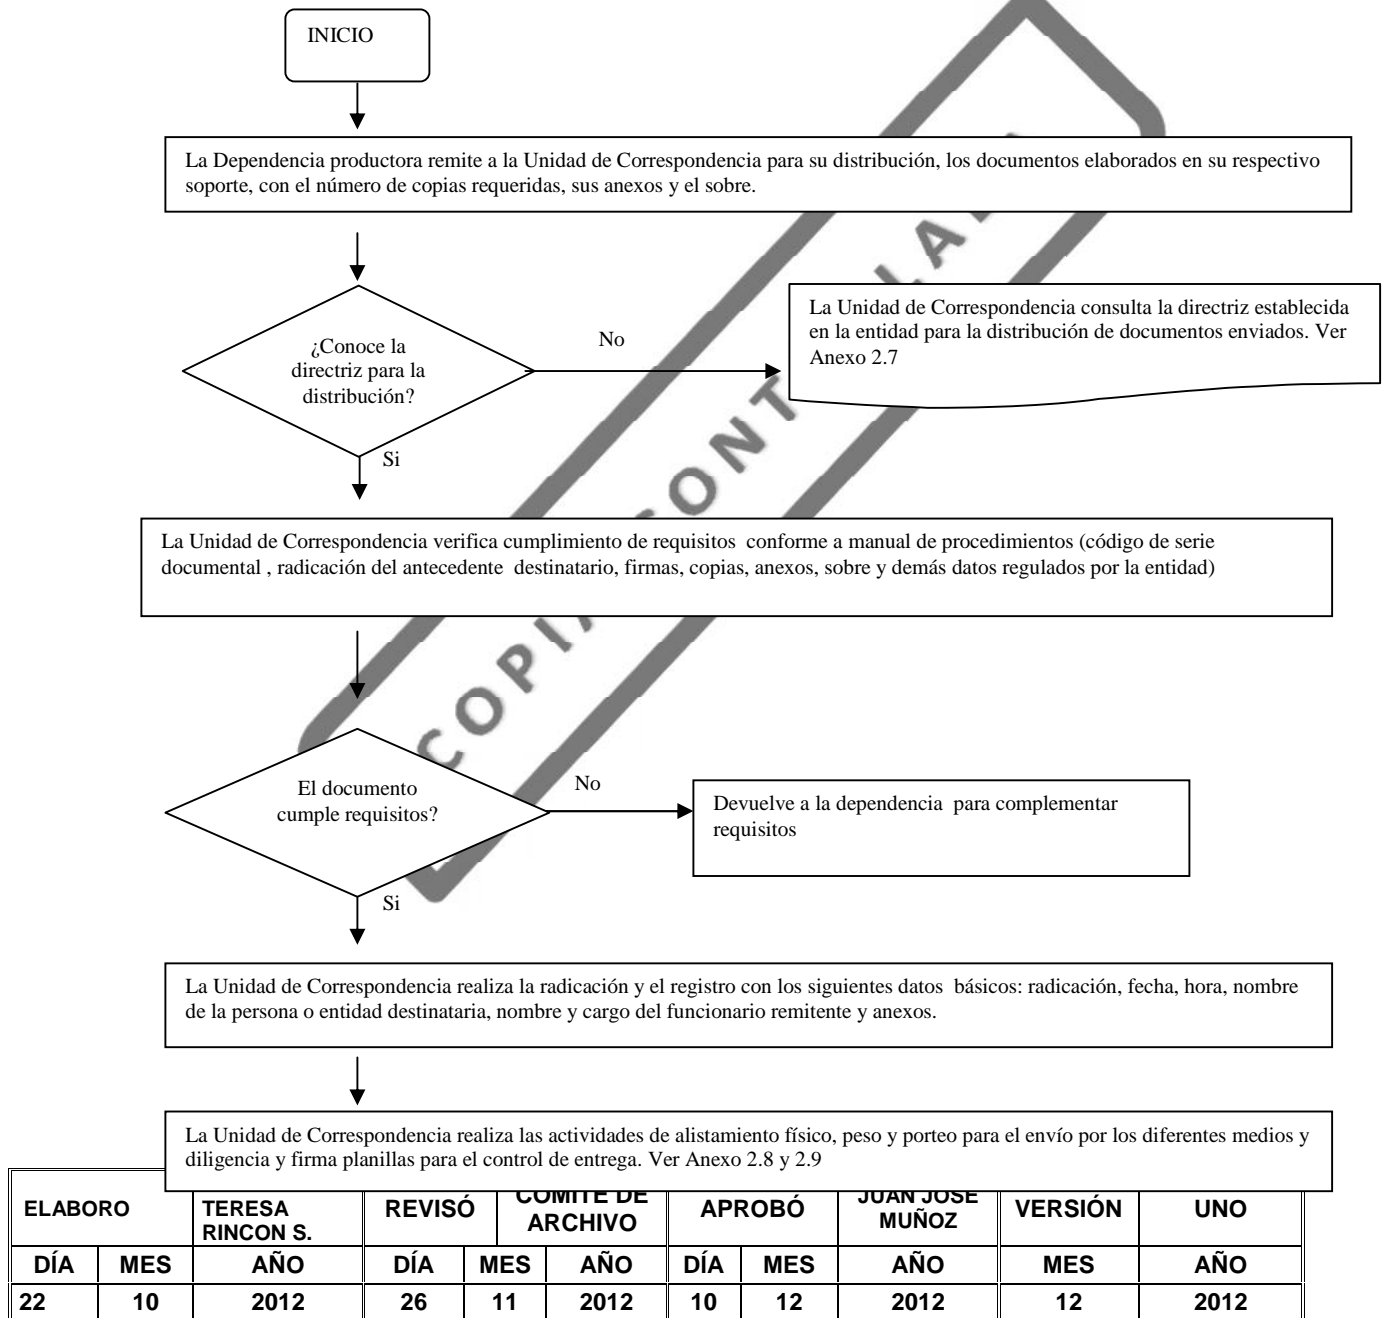 INICIO
La Dependencia productora remite a la Unidad de Correspondencia para su distribución, los documentos elaborados en su respectivo
soporte, con el número de copias requeridas, sus anexos y el sobre.
¿Conoce la
directriz para la
distribución?
No
La Unidad de Correspondencia consulta la directriz establecida
en la entidad para la distribución de documentos enviados. Ver
Anexo 2.7
Si
La Unidad de Correspondencia verifica cumplimiento de requisitos conforme a manual de procedimientos (código de serie
documental , radicación del antecedente destinatario, firmas, copias, anexos, sobre y demás datos regulados por la entidad)
El documento
cumple requisitos?
No
Devuelve a la dependencia para complementar
requisitos
Si
La Unidad de Correspondencia realiza la radicación y el registro con los siguientes datos básicos: radicación, fecha, hora, nombre
de la persona o entidad destinataria, nombre y cargo del funcionario remitente y anexos.
La Unidad de Correspondencia realiza las actividades de alistamiento físico, peso y porteo para el envío por los diferentes medios y
diligencia y firma planillas para el control de entrega. Ver Anexo 2.8 y 2.9
ELABORO TERESA RINCON S. REVISÓ COMITE DE ARCHIVO APROBÓ JUAN JOSE MUÑOZ VERSIÓN UNO
DÍA MES AÑO DÍA MES AÑO DÍA MES AÑO MES AÑO
22 10 2012 26 11 2012 10 12 2012 12 2012